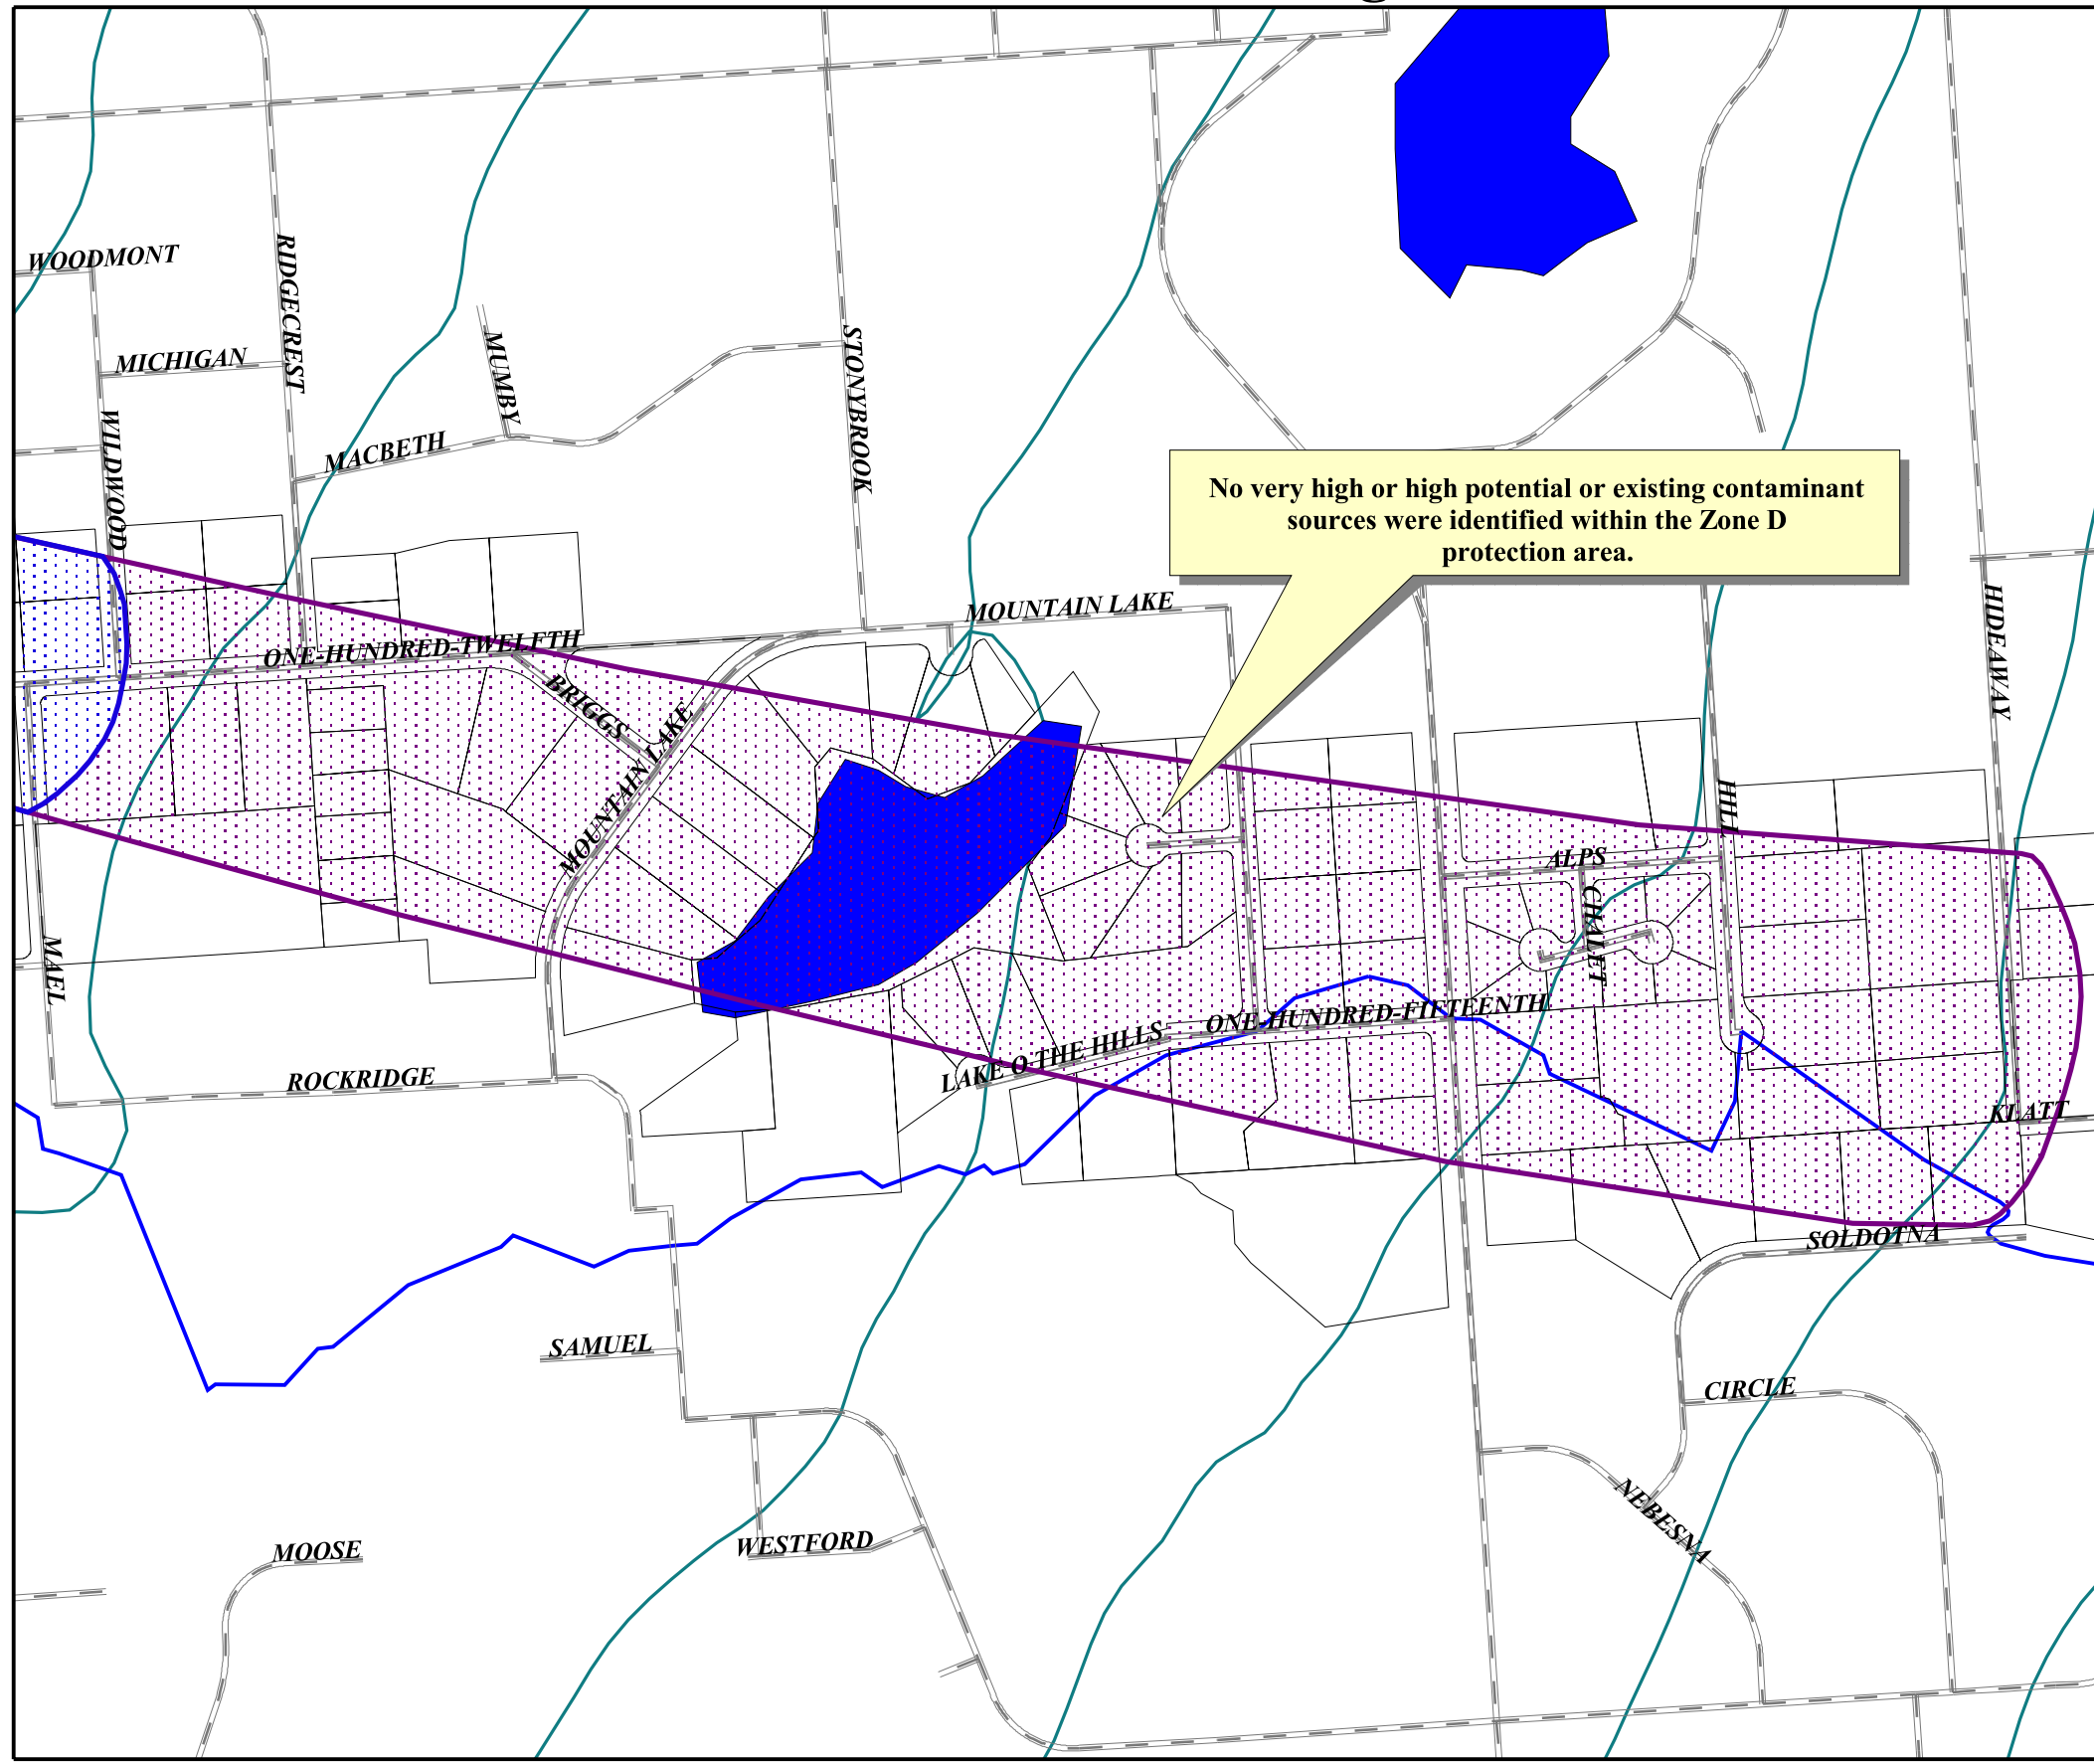 WOODMONT
RIDGECREST
MICHIGAN
MUMBY
STONYBROOK
WILDWOOD
MACBETH
No very high or high potential or existing contaminant
sources were identified within the Zone D
protection area.
MOUNTAIN LAKE
HIDEAWAY
ONE-HUNDRED-TWELFTH
BRIGGS
MOUNTAIN LAKE
HILL
ALPS
CHALET
MAEL
ONE-HUNDRED-FIFTEENTH
LAKE O THE HILLS
ROCKRIDGE
KLATT
SOLDOTNA
SAMUEL
CIRCLE
NEBESNA
WESTFORD
MOOSE